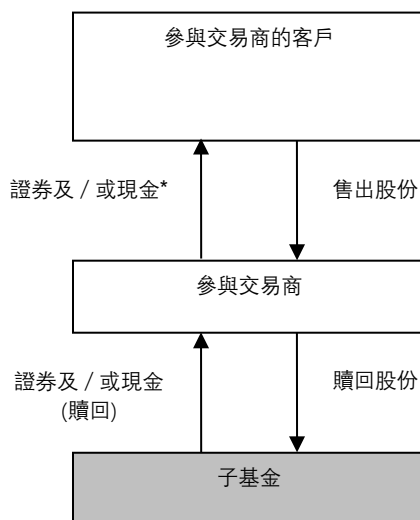 參與交易商的客戶
證券及 / 或現金*
售出股份
參與交易商
證券及 / 或現金
(贖回)
贖回股份
子基金